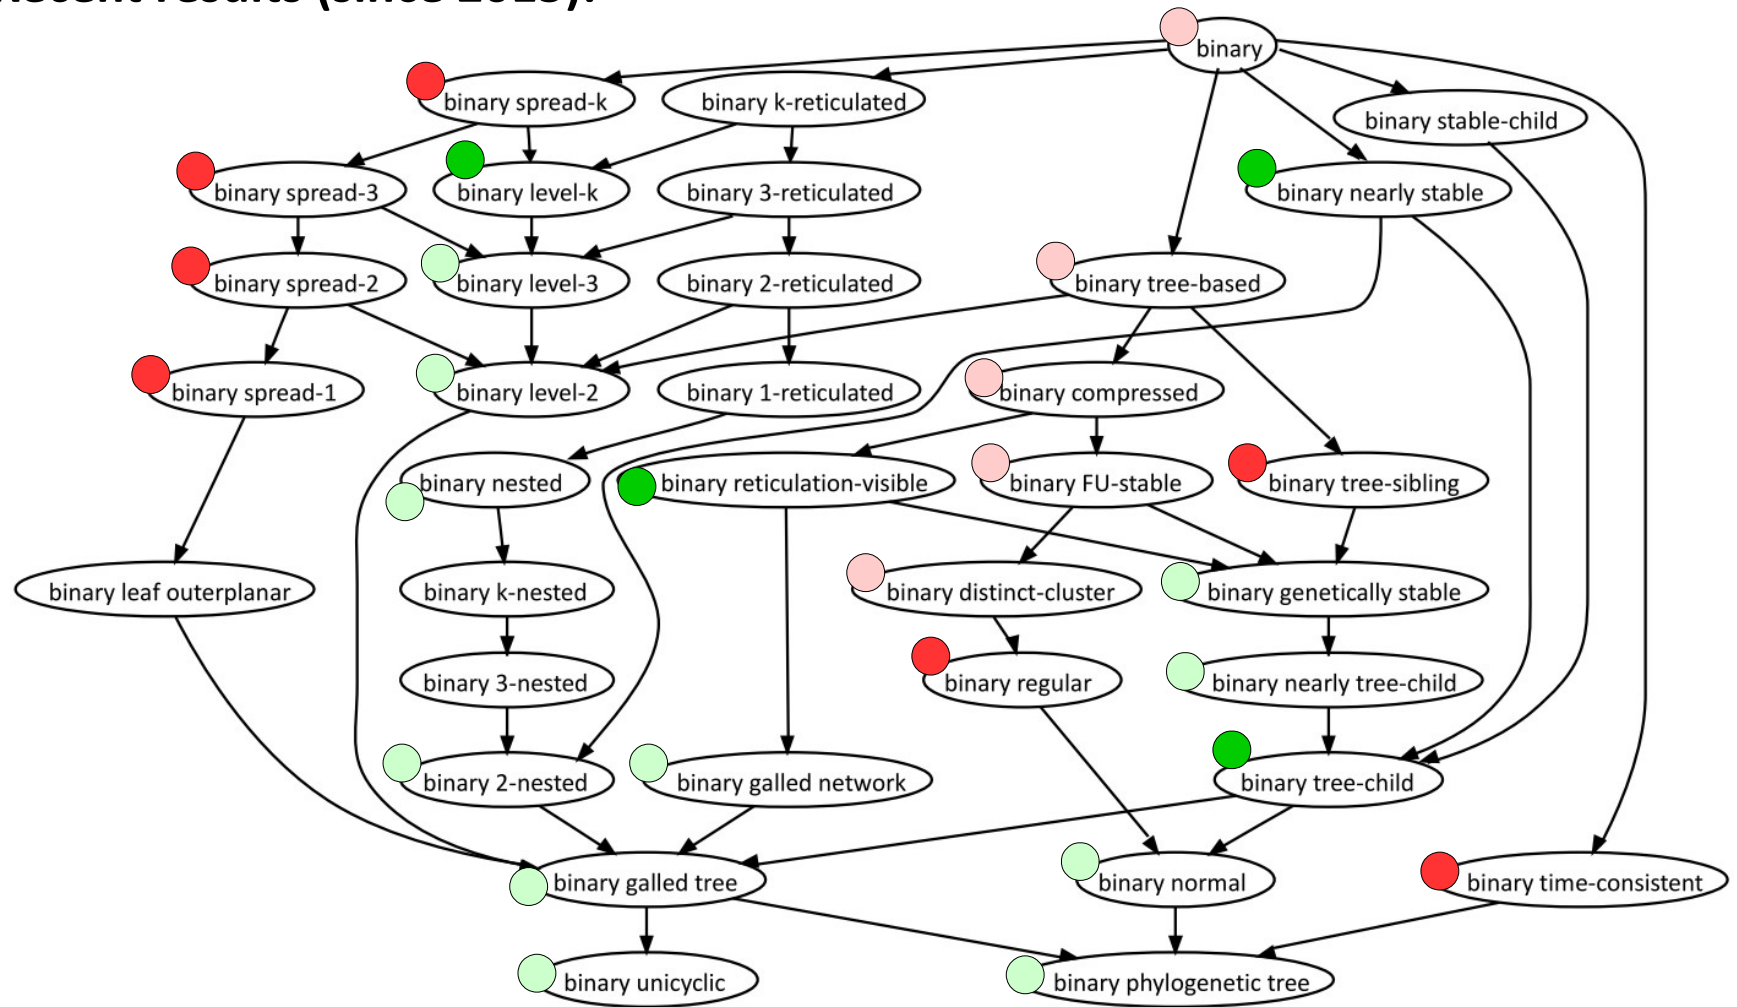 Recent results (since 2015):
binary
binary spread-k
binary k-reticulated
binary stable-child
binary spread-3
binary level-k
binary 3-reticulated
binary nearly stable
binary spread-2
binary level-3
binary 2-reticulated
binary tree-based
binary spread-1
binary level-2
binary 1-reticulated
binary compressed
binary nested
binary reticulation-visible
binary FU-stable
binary tree-sibling
binary leaf outerplanar
binary k-nested
binary distinct-cluster
binary genetically stable
binary 3-nested
binary regular
binary nearly tree-child
binary 2-nested
binary galled network
binary tree-child
binary galled tree
binary normal
binary time-consistent
binary unicyclic
binary phylogenetic tree